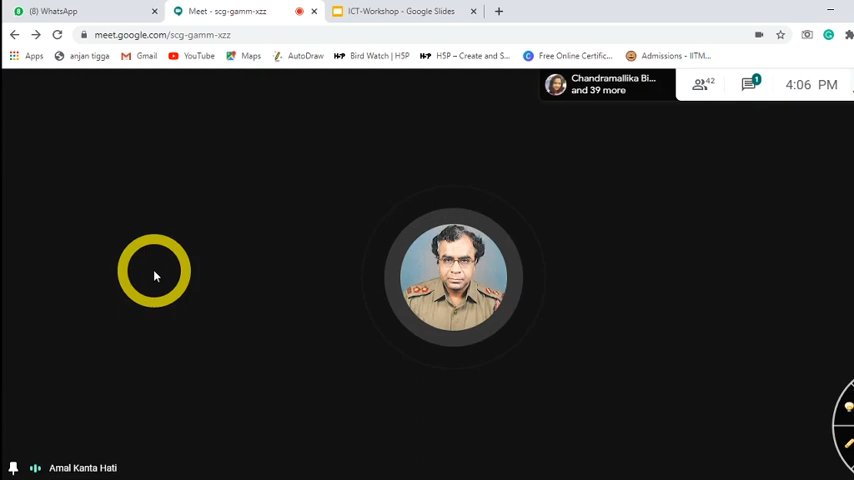 (8) WhatsApp
Meet - scg-gamm-xzz
ICT-Workshop - Google Slides
meet.google.com/scg-gamm-xzz
Apps
anjan tigga
Gmail
YouTube
Maps
AutoDraw
H-P Bird Watch | H5P
H-P H5P – Create and S...
Free Online Certific...
Admissions - IITM...
Chandramallika Bi...
and 39 more
42
1
4:06 PM
Amal Kanta Hati